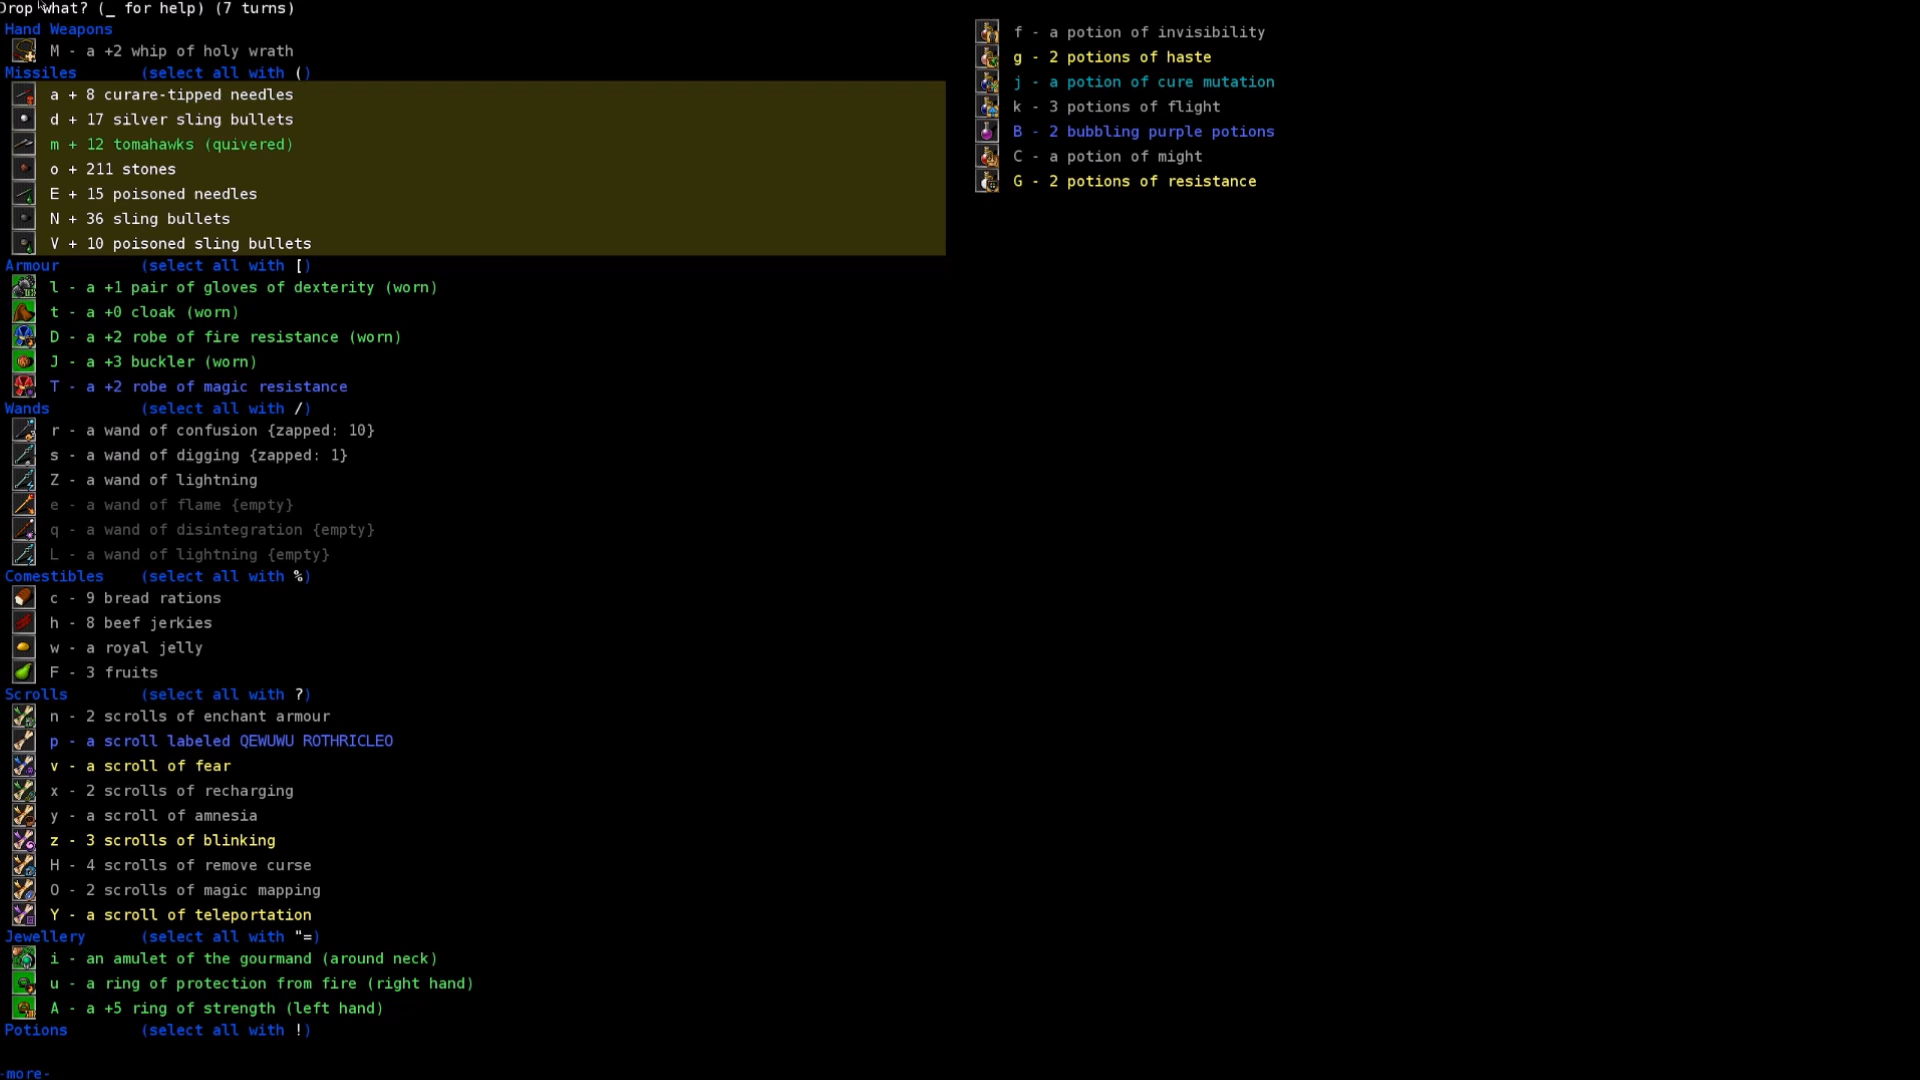 Drop what? (_ for help) (7 turns)
Hand Weapons
M - a +2 whip of holy wrath
Missiles (select all with ()
a + 8 curare-tipped needles
d + 17 silver sling bullets
m + 12 tomahawks (quivered)
o + 211 stones
E + 15 poisoned needles
N + 36 sling bullets
V + 10 poisoned sling bullets
Armour (select all with [)
l - a +1 pair of gloves of dexterity (worn)
t - a +0 cloak (worn)
D - a +2 robe of fire resistance (worn)
J - a +3 buckler (worn)
T - a +2 robe of magic resistance
Wands (select all with /)
r - a wand of confusion {zapped: 10}
s - a wand of digging {zapped: 1}
Z - a wand of lightning
e - a wand of flame {empty}
q - a wand of disintegration {empty}
L - a wand of lightning {empty}
Comestibles (select all with %)
c - 9 bread rations
h - 8 beef jerkies
w - a royal jelly
F - 3 fruits
Scrolls (select all with ?)
n - 2 scrolls of enchant armour
p - a scroll labeled QEWUWU ROTHRICLEO
v - a scroll of fear
x - 2 scrolls of recharging
y - a scroll of amnesia
z - 3 scrolls of blinking
H - 4 scrolls of remove curse
O - 2 scrolls of magic mapping
Y - a scroll of teleportation
Jewellery (select all with "=)
i - an amulet of the gourmand (around neck)
u - a ring of protection from fire (right hand)
A - a +5 ring of strength (left hand)
Potions (select all with !)
f - a potion of invisibility
g - 2 potions of haste
j - a potion of cure mutation
k - 3 potions of flight
B - 2 bubbling purple potions
C - a potion of might
G - 2 potions of resistance
-more-